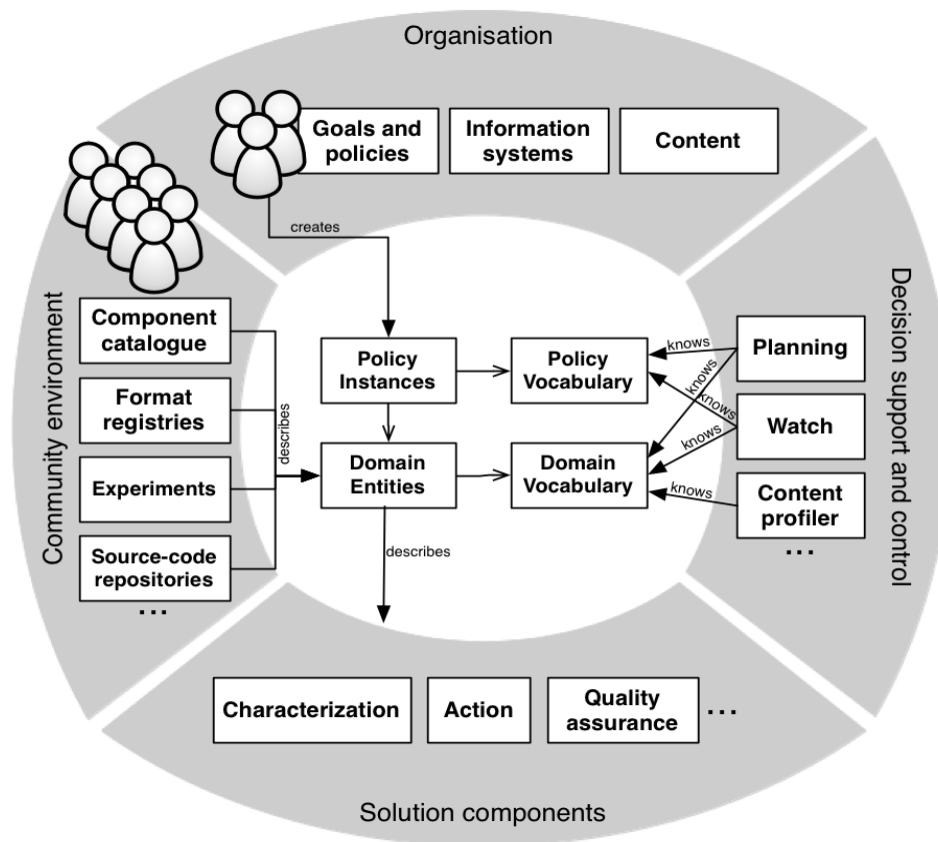 Organisation
Goals and
policies
Information
systems
Content
creates
Community environment
Component
catalogue
Format
registries
Experiments
Source-code
repositories
...
describes
Policy
Instances
Policy
Vocabulary
Domain
Entities
Domain
Vocabulary
describes
knows
knows
knows
knows
knows
Planning
Watch
Content
profiler
...
Decision support and control
Characterization
Action
Quality
assurance
...
Solution components